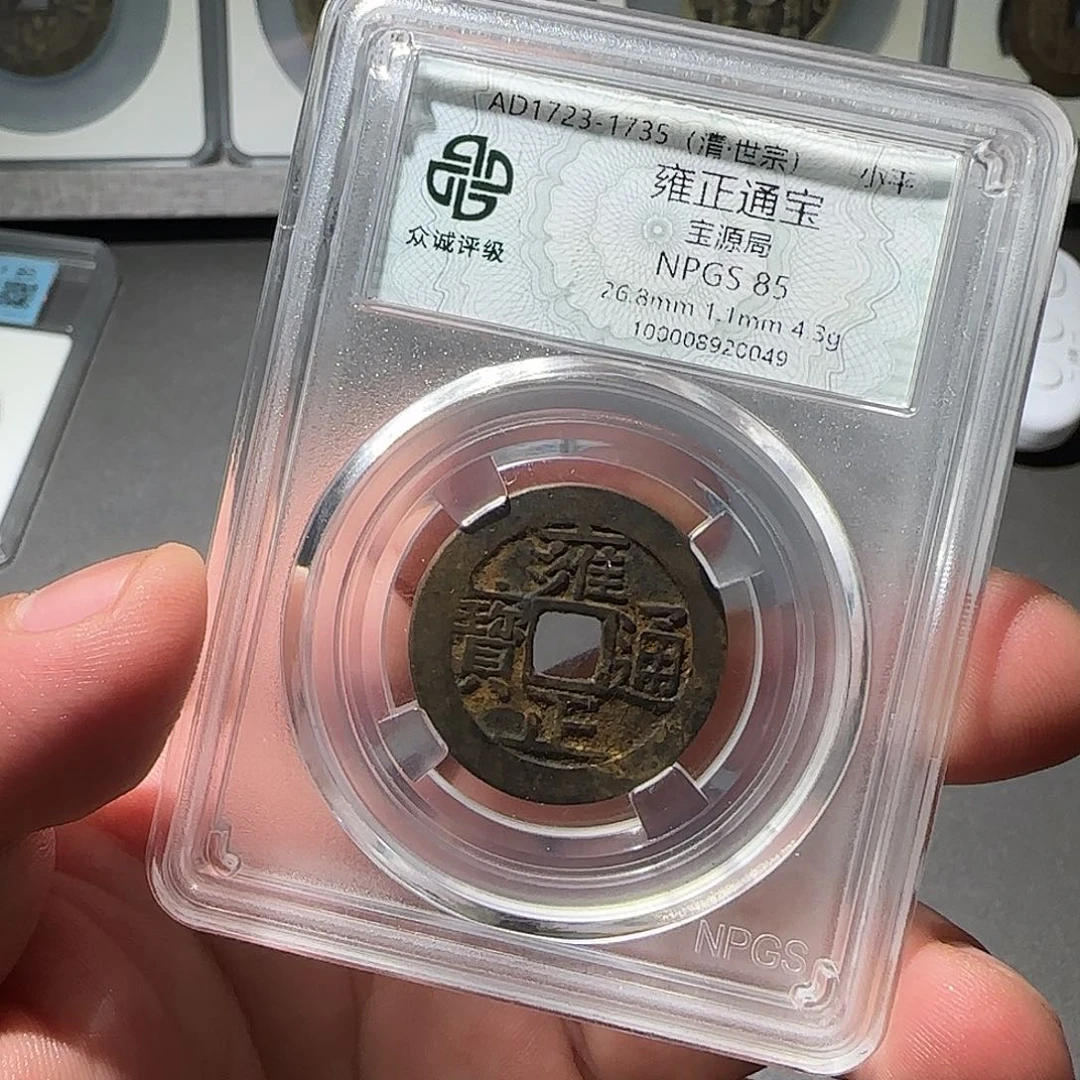 AD1723-1735（清·世宗） 小平
雍正通宝
宝源局
NPGS 85
26.8mm 1.1mm 4.3g
100008920049
众诚评级
雍
寳 通
正
NPGS